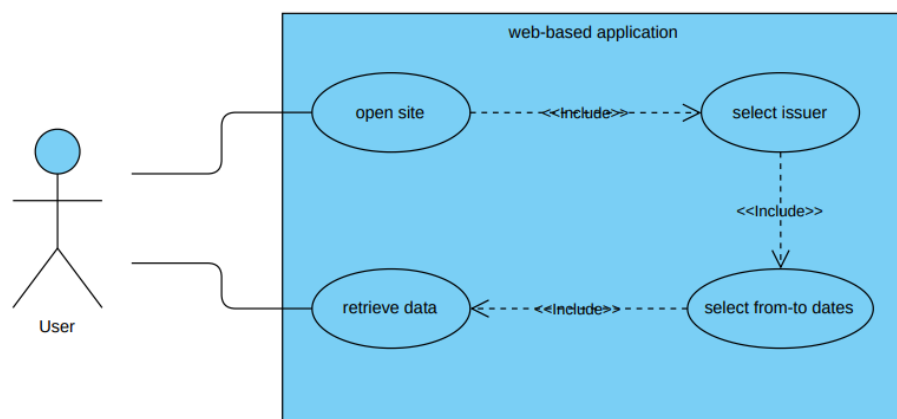 web-based application
open site
<<Include>>
select issuer
<<Include>>
retrieve data
<<Include>>
select from-to dates
User